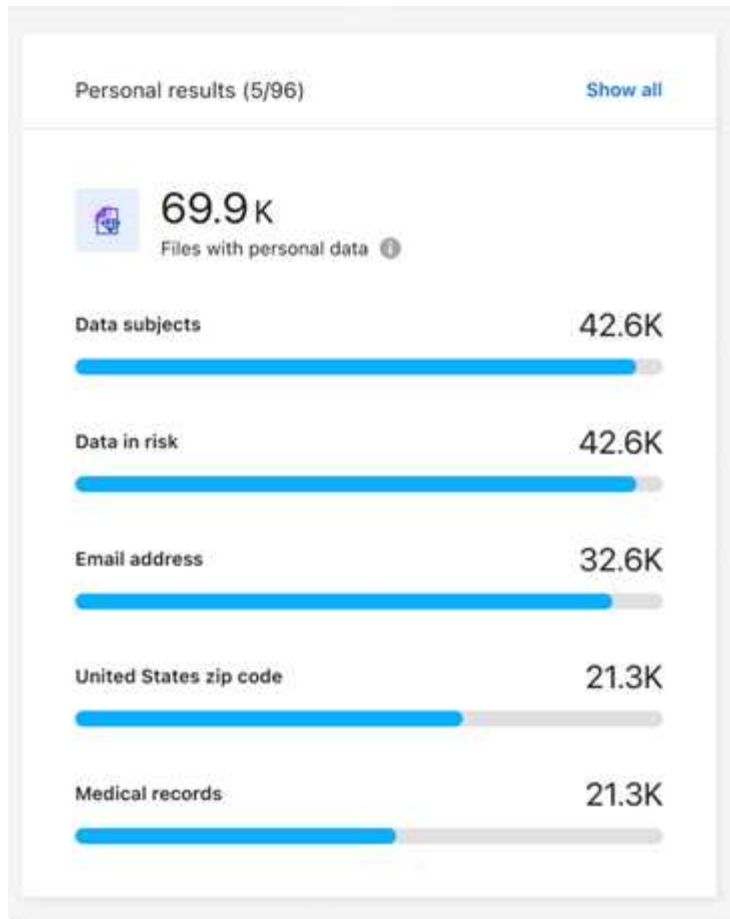 Personal results (5/96) Show all
69.9 K
Files with personal data
Data subjects 42.6K
Data in risk 42.6K
Email address 32.6K
United States zip code 21.3K
Medical records 21.3K